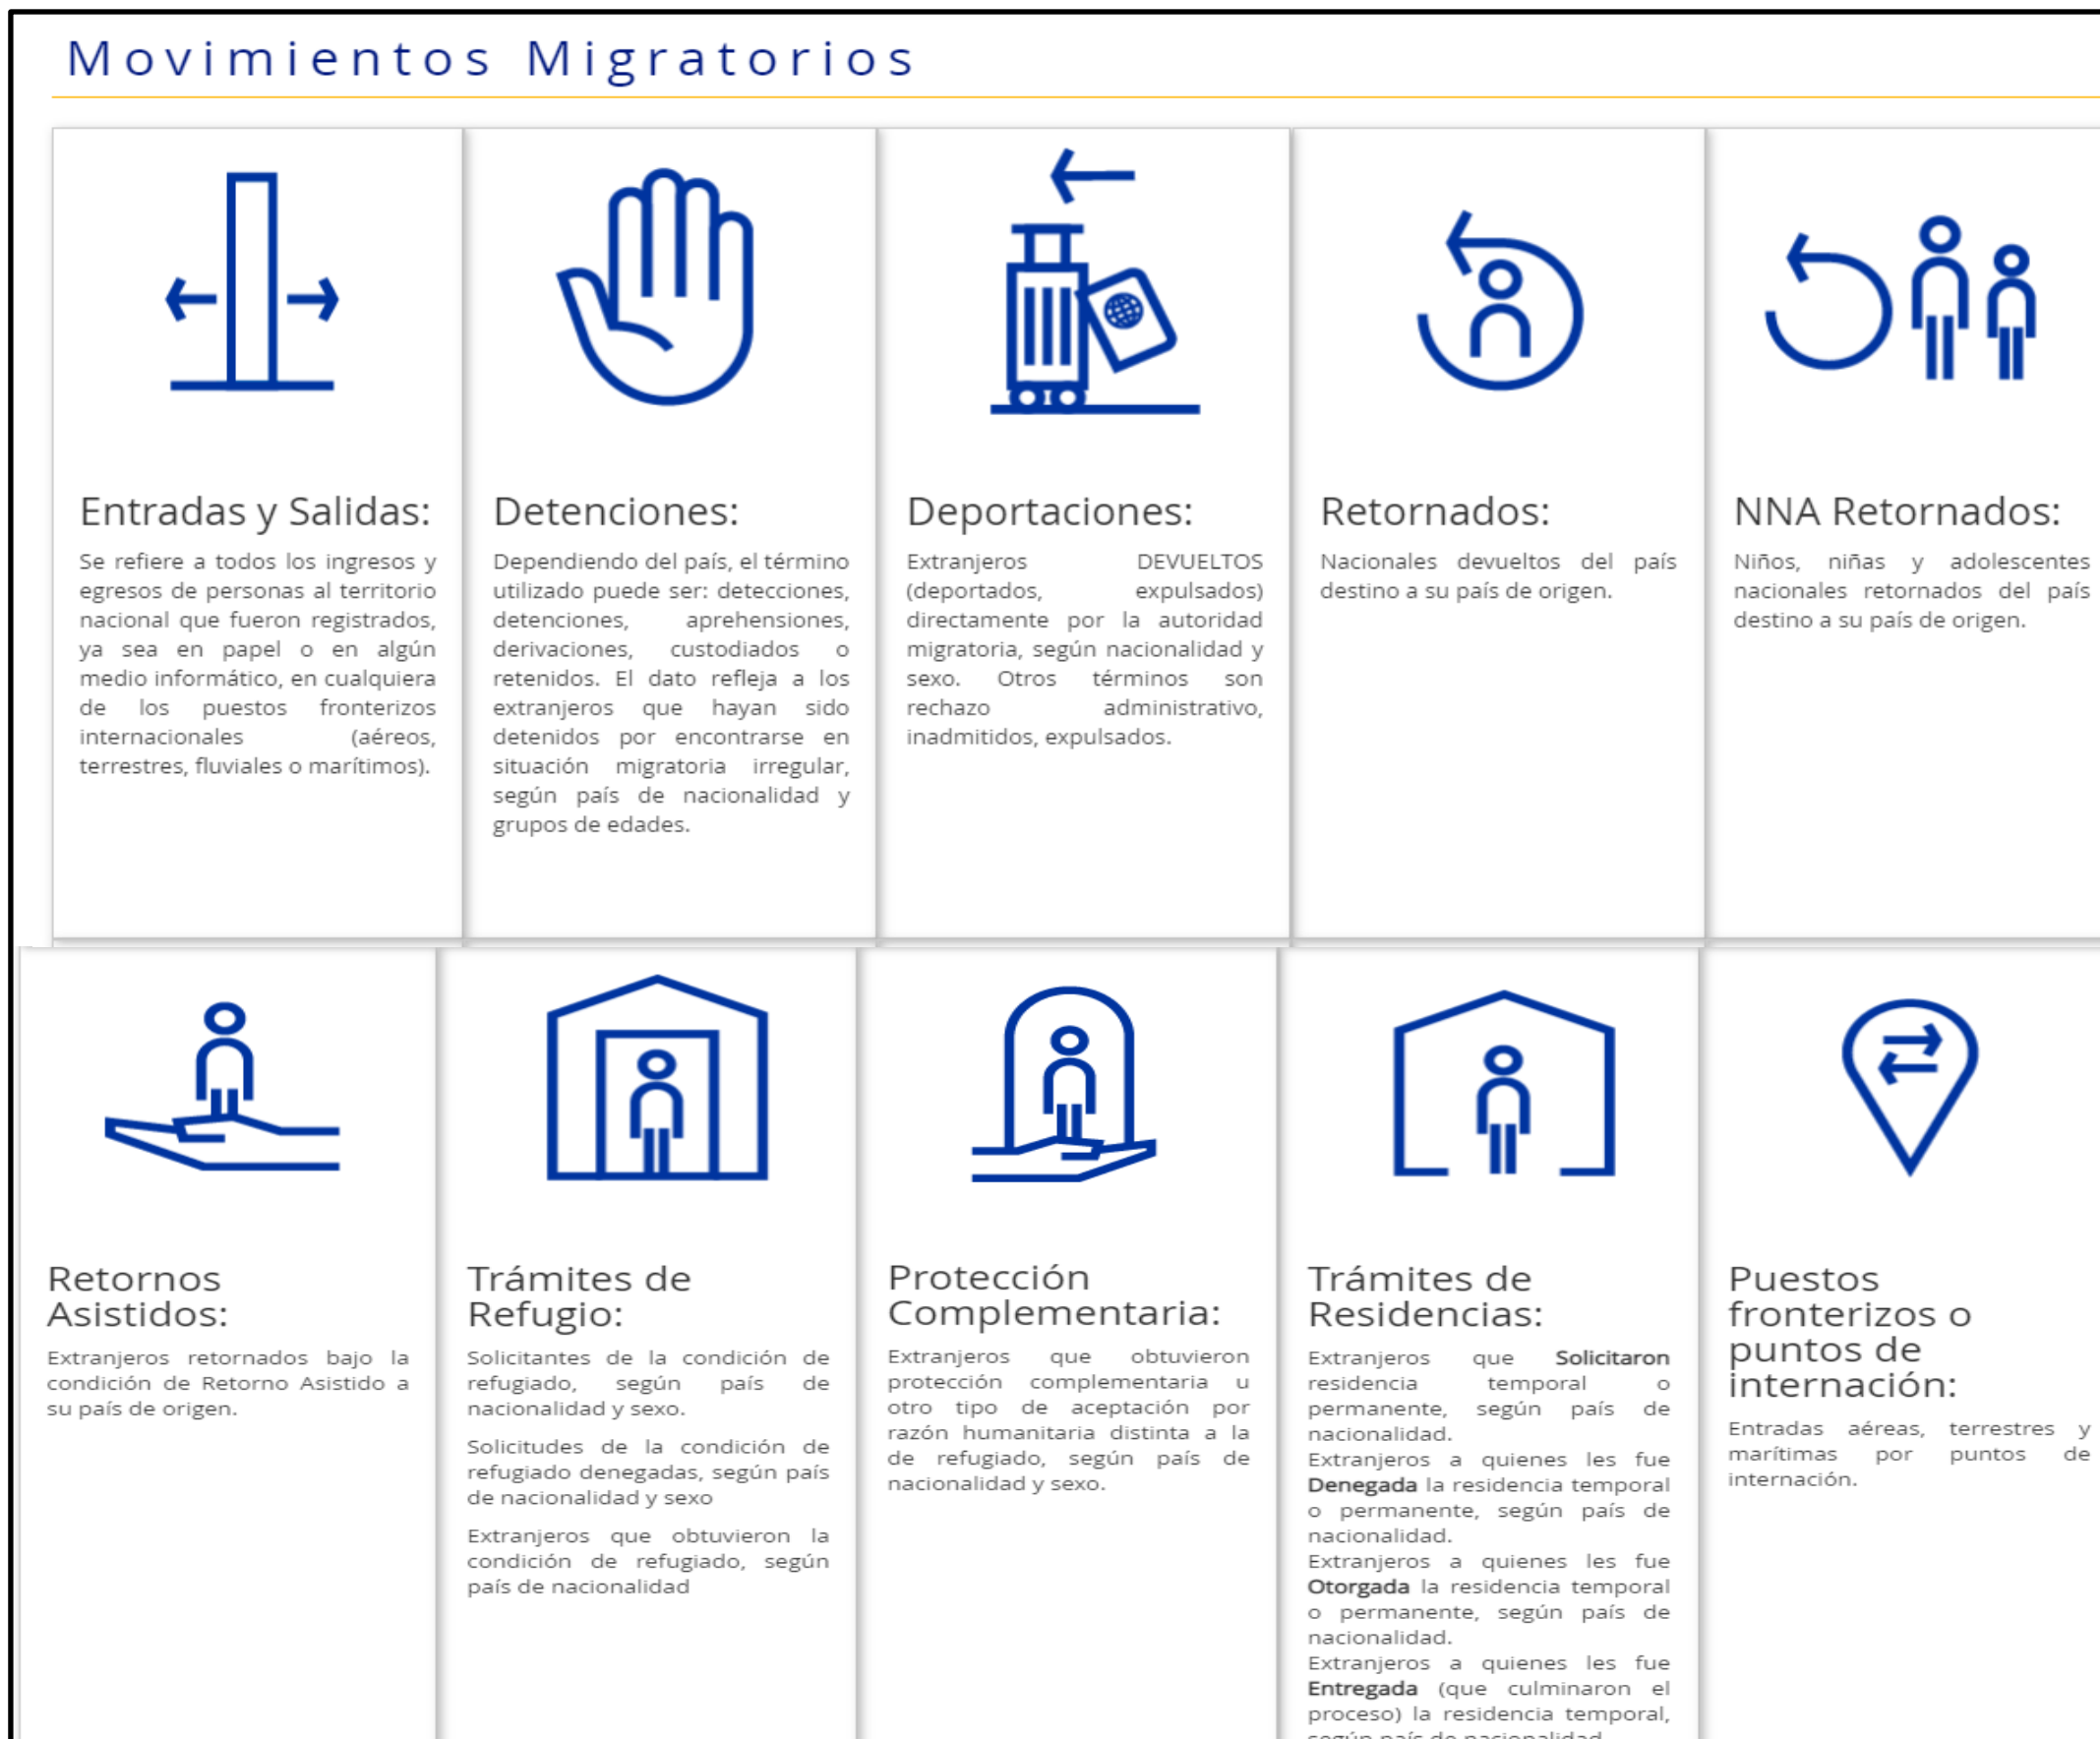 Movimientos Migratorios
Entradas y Salidas:
Se refiere a todos los ingresos y
egresos de personas al territorio
nacional que fueron registrados,
ya sea en papel o en algún
medio informático, en cualquiera
de los puestos fronterizos
internacionales (aéreos,
terrestres, fluviales o marítimos).
Detenciones:
Dependiendo del país, el término
utilizado puede ser: detecciones,
detenciones, aprehensiones,
derivaciones, custodiados o
retenidos. El dato refleja a los
extranjeros que hayan sido
detenidos por encontrarse en
situación migratoria irregular,
según país de nacionalidad y
grupos de edades.
Deportaciones:
Extranjeros DEVUELTOS
(deportados, expulsados)
directamente por la autoridad
migratoria, según nacionalidad y
sexo. Otros términos son
rechazo administrativo,
inadmitidos, expulsados.
Retornados:
Nacionales devueltos del país
destino a su país de origen.
NNA Retornados:
Niños, niñas y adolescentes
nacionales retornados del país
destino a su país de origen.
Retornos
Asistidos:
Extranjeros retornados bajo la
condición de Retorno Asistido a
su país de origen.
Trámites de
Refugio:
Solicitantes de la condición de
refugiado, según país de
nacionalidad y sexo.
Solicitudes de la condición de
refugiado denegadas, según país
de nacionalidad y sexo
Extranjeros que obtuvieron la
condición de refugiado, según
país de nacionalidad
Protección
Complementaria:
Extranjeros que obtuvieron
protección complementaria u
otro tipo de aceptación por
razón humanitaria distinta a la
de refugiado, según país de
nacionalidad y sexo.
Trámites de
Residencias:
Extranjeros que Solicitaron
residencia temporal o
permanente, según país de
nacionalidad.
Extranjeros a quienes les fue
Denegada la residencia temporal
o permanente, según país de
nacionalidad.
Extranjeros a quienes les fue
Otorgada la residencia temporal
o permanente, según país de
nacionalidad.
Extranjeros a quienes les fue
Entregada (que culminaron el
proceso) la residencia temporal,
según país de nacionalidad
Puestos
fronterizos o
puntos de
internación:
Entradas aéreas, terrestres y
marítimas por puntos de
internación.